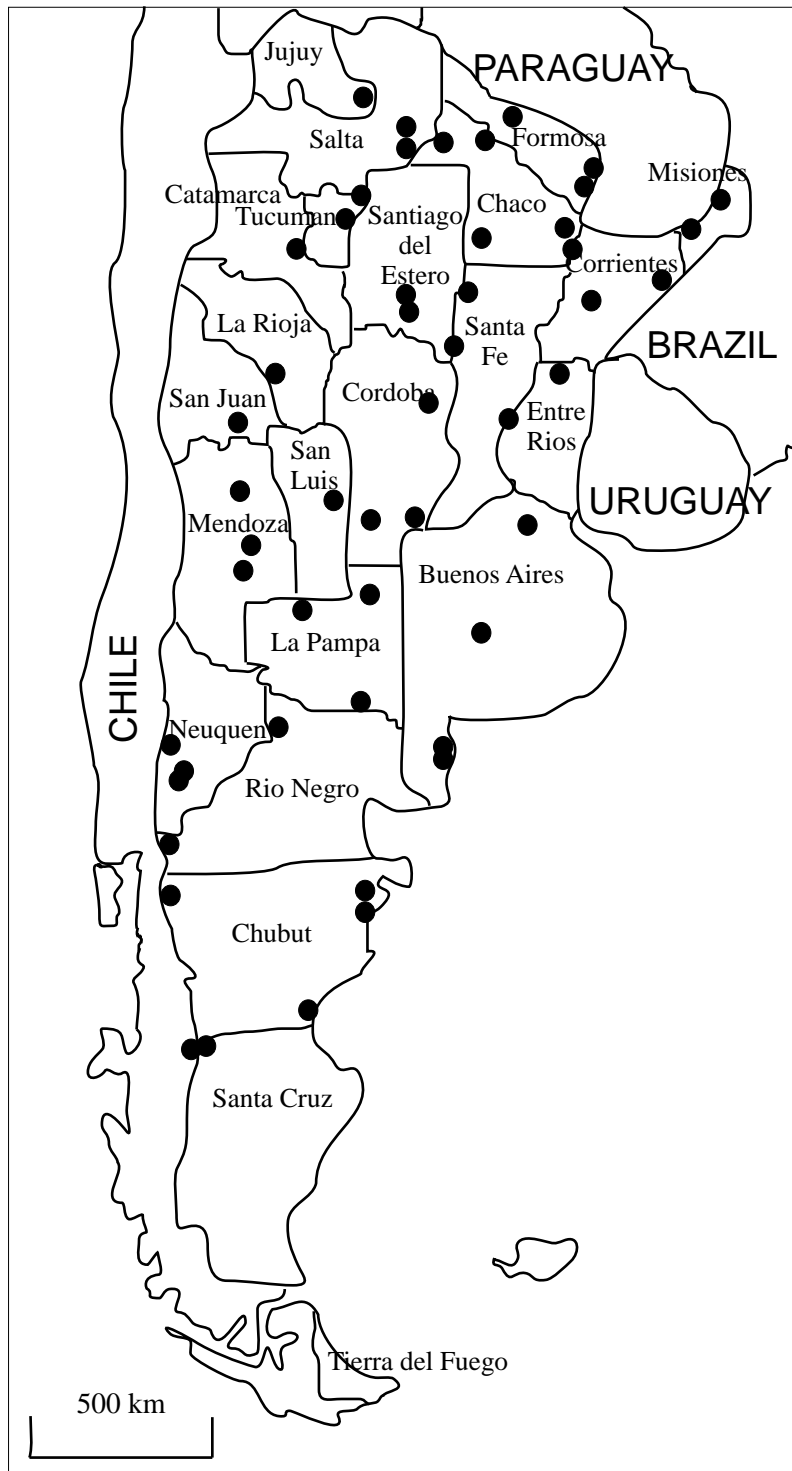 Jujuy
PARAGUAY
Salta
Formosa
Misiones
Catamarca
Tucuman
Santiago
del
Estero
Chaco
Corrientes
La Rioja
Santa
Fe
BRAZIL
San Juan
Cordoba
Entre
Rios
San
Luis
URUGUAY
Mendoza
Buenos Aires
La Pampa
CHILE
Neuquen
Rio Negro
Chubut
Santa Cruz
Tierra del Fuego
500 km